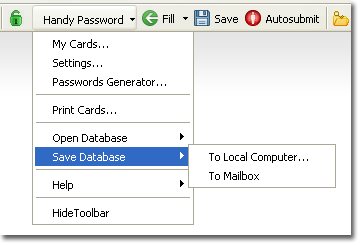 Handy Password Fill Save Autosubmit
My Cards...
Settings...
Passwords Generator...
Print Cards...
Open Database
Save Database
To Local Computer...
To Mailbox
Help
HideToolbar